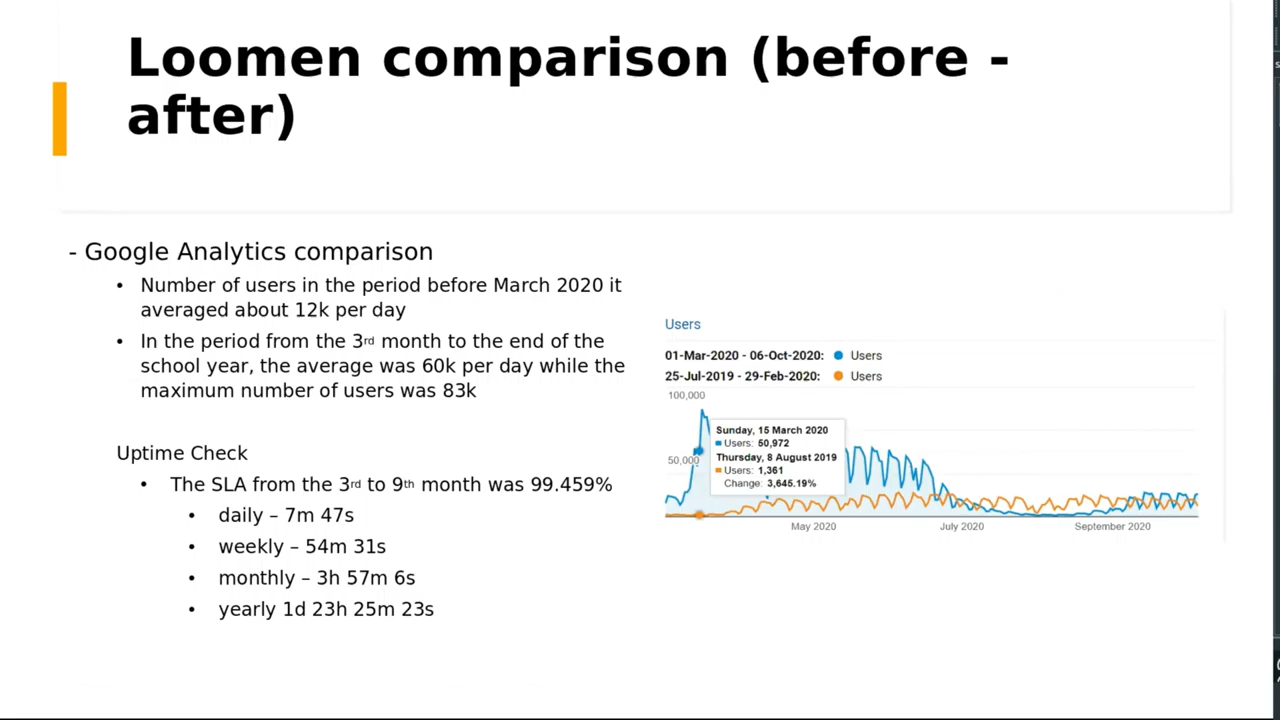 Loomen comparison (before -
after)
- Google Analytics comparison
• Number of users in the period before March 2020 it
averaged about 12k per day
• In the period from the 3rd month to the end of the
school year, the average was 60k per day while the
maximum number of users was 83k
Uptime Check
• The SLA from the 3rd to 9th month was 99.459%
• daily – 7m 47s
• weekly – 54m 31s
• monthly – 3h 57m 6s
• yearly 1d 23h 25m 23s
Users
01-Mar-2020 - 06-Oct-2020: Users
25-Jul-2019 - 29-Feb-2020: Users
100,000
50,000
Sunday, 15 March 2020
Users: 50,972
Thursday, 8 August 2019
Users: 1,361
Change: 3,645.19%
May 2020 July 2020 September 2020